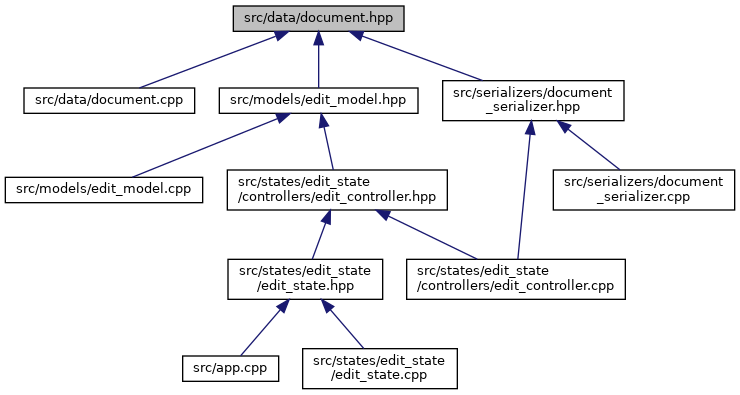 src/data/document.hpp
src/data/document.cpp
src/models/edit_model.hpp
src/serializers/document
_serializer.hpp
src/models/edit_model.cpp
src/states/edit_state
/controllers/edit_controller.hpp
src/serializers/document
_serializer.cpp
src/states/edit_state
/edit_state.hpp
src/states/edit_state
/controllers/edit_controller.cpp
src/app.cpp
src/states/edit_state
/edit_state.cpp